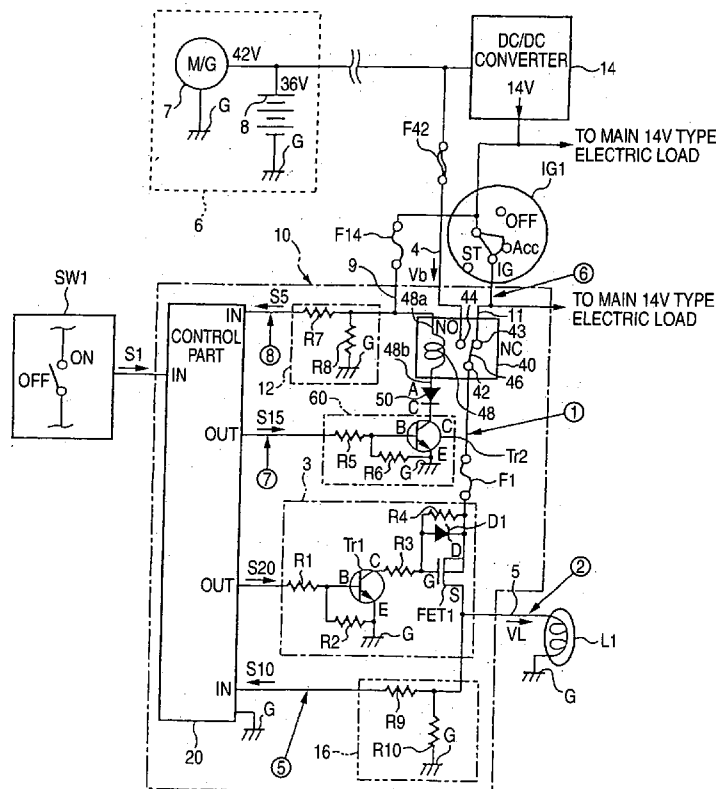 42V
M/G
7
G
36V
8
G
6
DC/DC
CONVERTER
14V
14
F42
TO MAIN 14V TYPE
ELECTRIC LOAD
IG1
OFF
Acc
ST
IG
F14
4
Vb
9
10
⑥
TO MAIN 14V TYPE
ELECTRIC LOAD
SW1
ON
OFF
S1
IN
CONTROL
PART
IN
S5
⑧
R7
R8
G
12
48a
NO
44
11
43
NC
40
46
42
48
48b
A
50
C
①
OUT
S15
⑦
60
R5
B
C
E
R6
G
Tr2
F1
3
R4
D1
D
R3
G
S
FET1
OUT
S20
R1
Tr1
C
B
E
R2
G
5
②
VL
L1
G
IN
S10
⑤
R9
R10
G
16
G
20